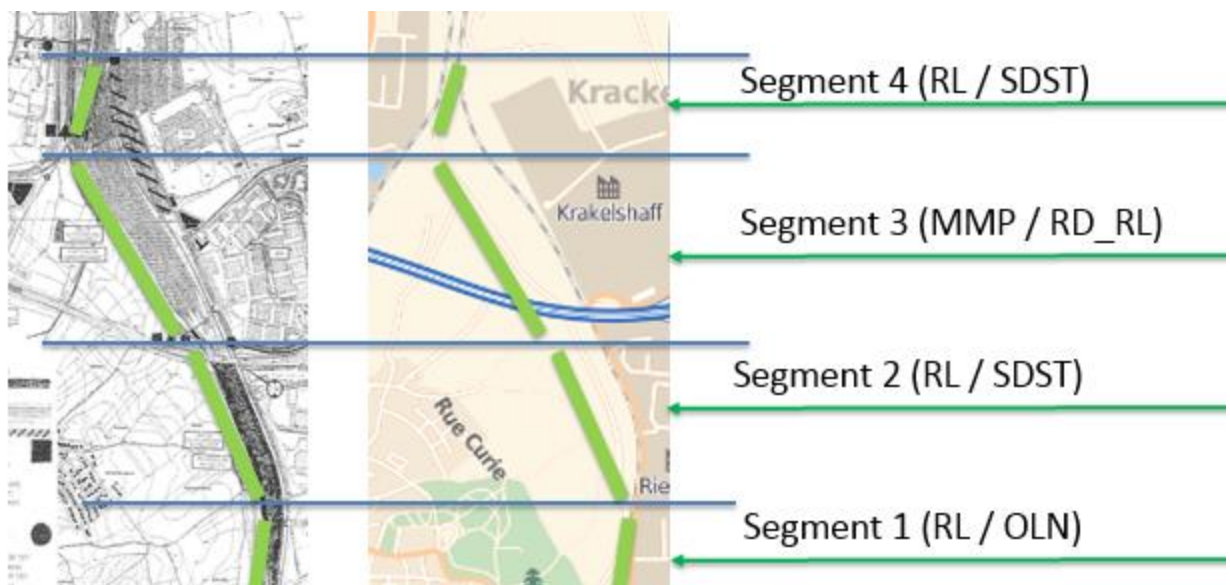 Segment 4 (RL / SDST)
Kracke
Krakelshaff
Segment 3 (MMP / RD_RL)
Segment 2 (RL / SDST)
Rue Curie
Rie
Segment 1 (RL / OLN)